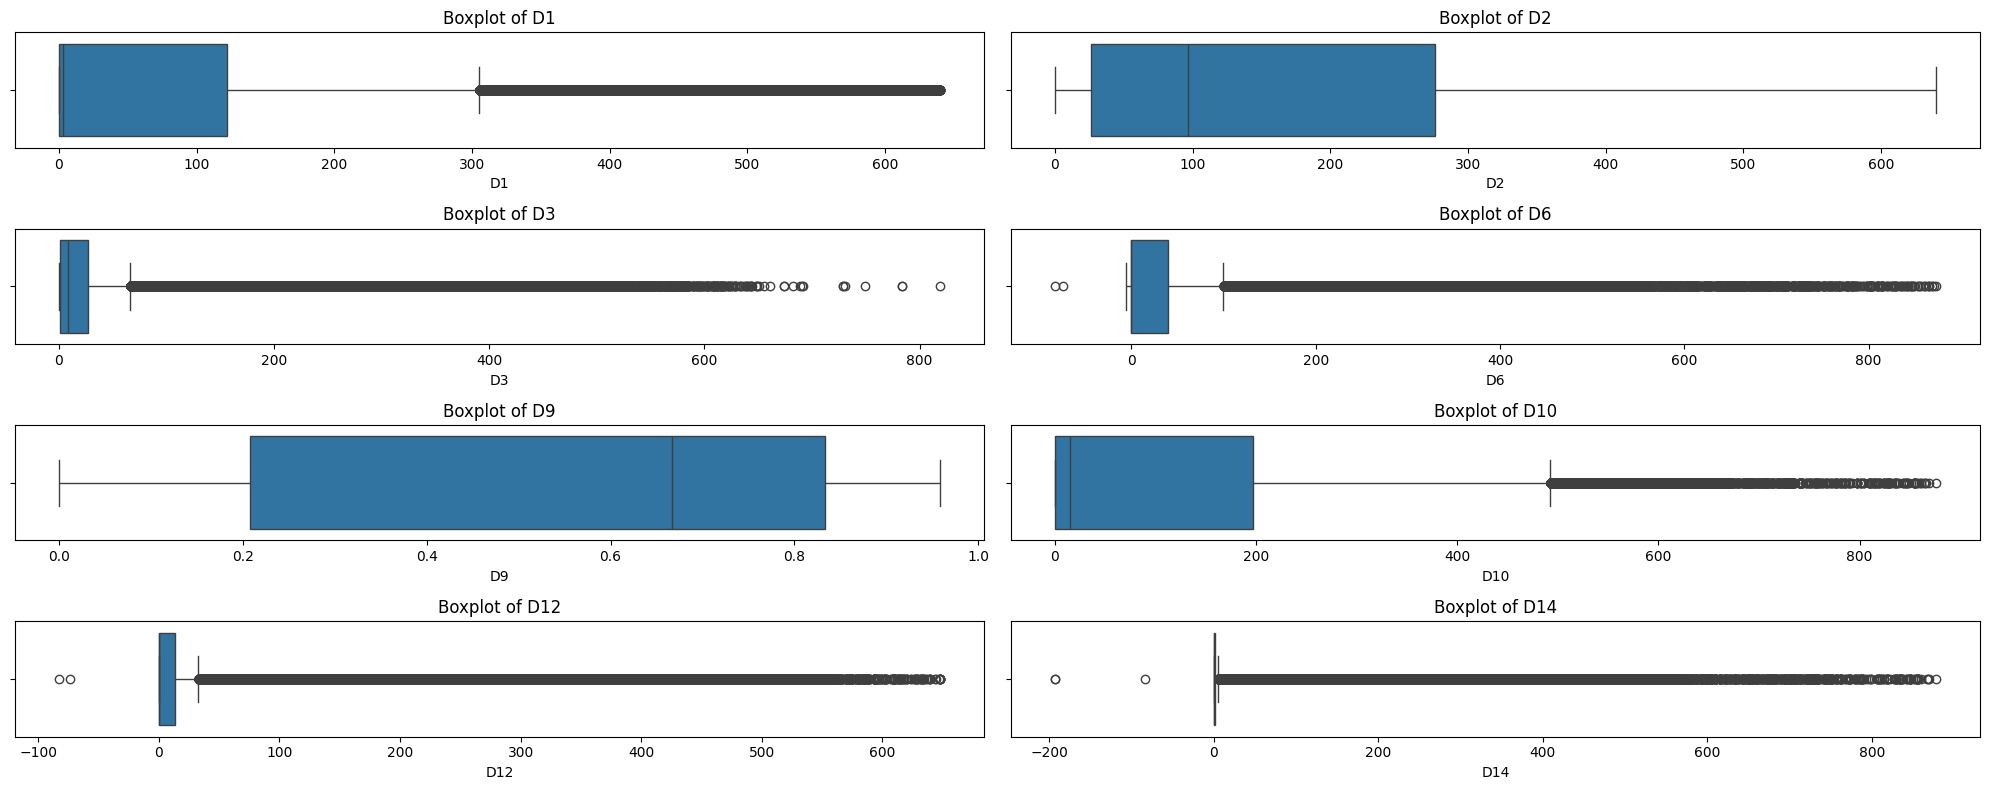 Boxplot of D1
0 100 200 300 400 500 600
D1
Boxplot of D2
0 100 200 300 400 500 600
D2
Boxplot of D3
0 200 400 600 800
D3
Boxplot of D6
0 200 400 600 800
D6
Boxplot of D9
0.0 0.2 0.4 0.6 0.8 1.0
D9
Boxplot of D10
0 200 400 600 800
D10
Boxplot of D12
−100 0 100 200 300 400 500 600
D12
Boxplot of D14
−200 0 200 400 600 800
D14